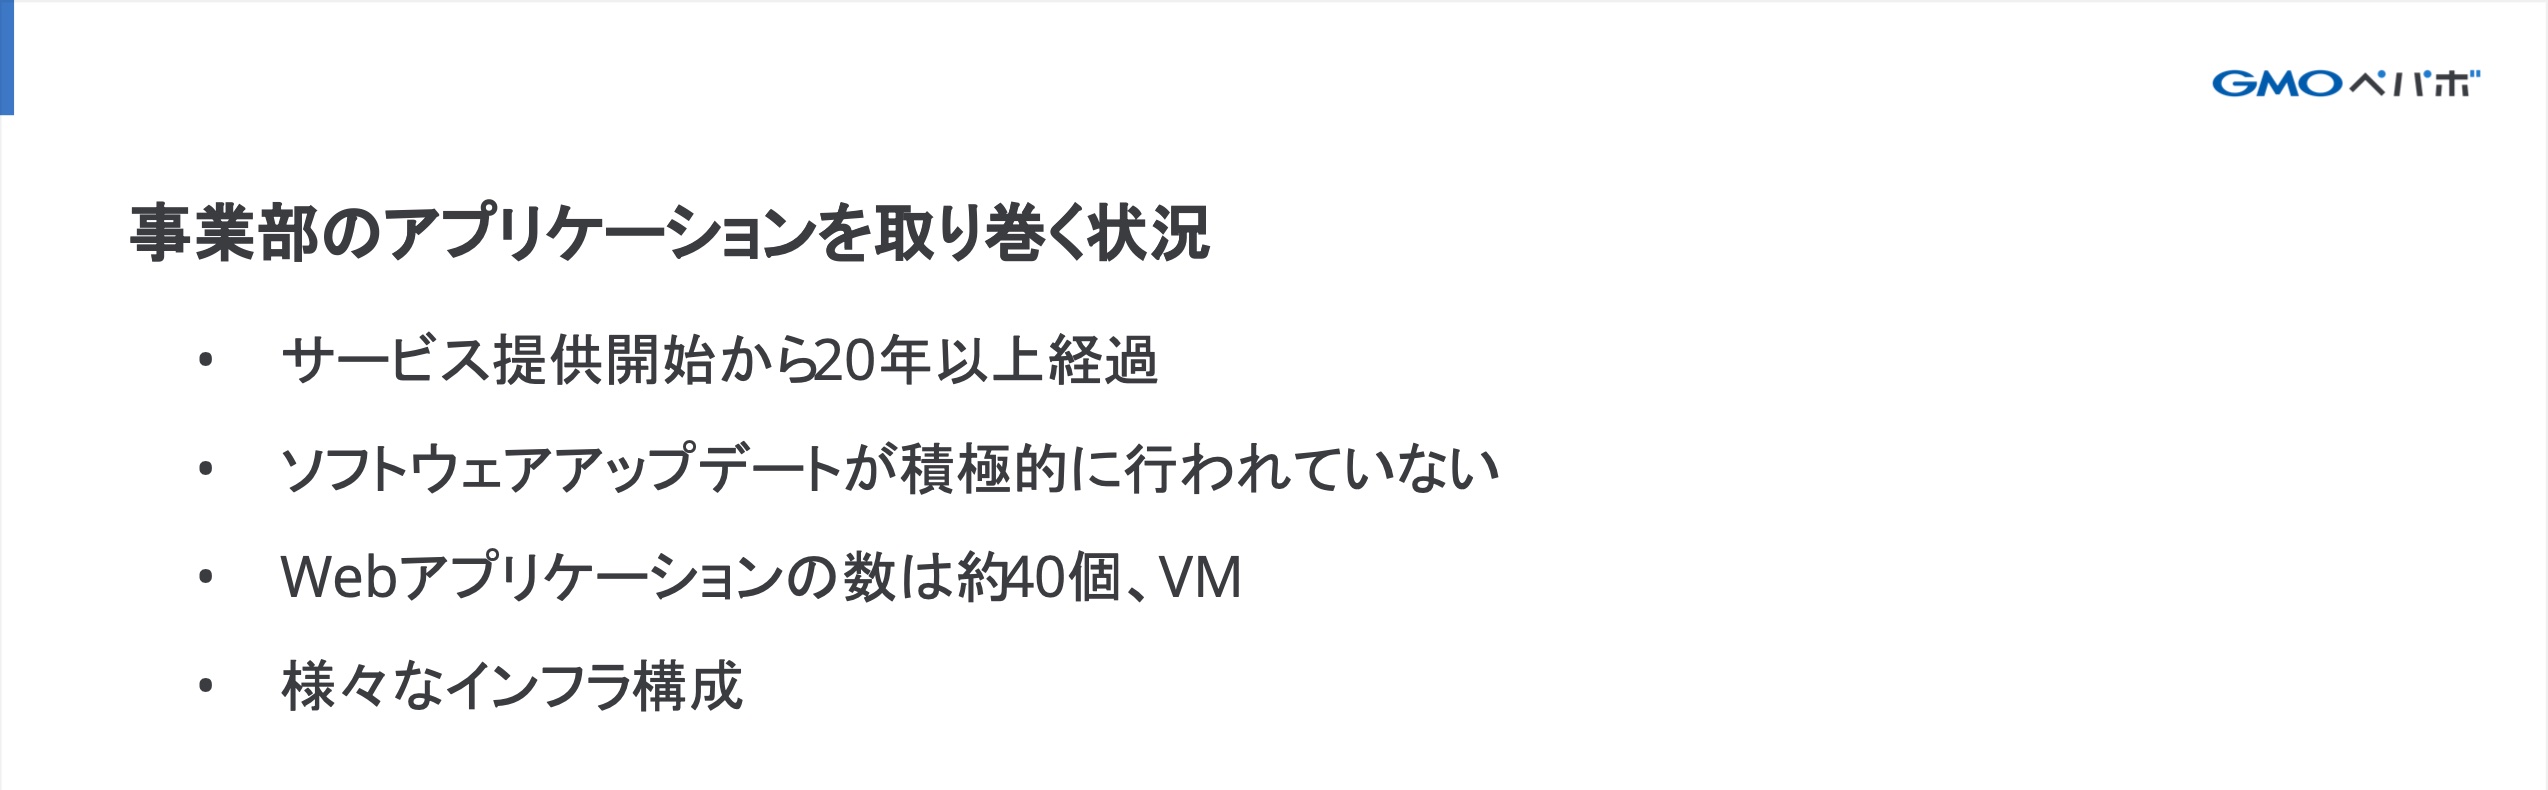 GMOペパボ
事業部のアプリケーションを取り巻く状況
• サービス提供開始から20年以上経過
• ソフトウェアアップデートが積極的に行われていない
• Webアプリケーションの数は約40個、VM
• 様々なインフラ構成